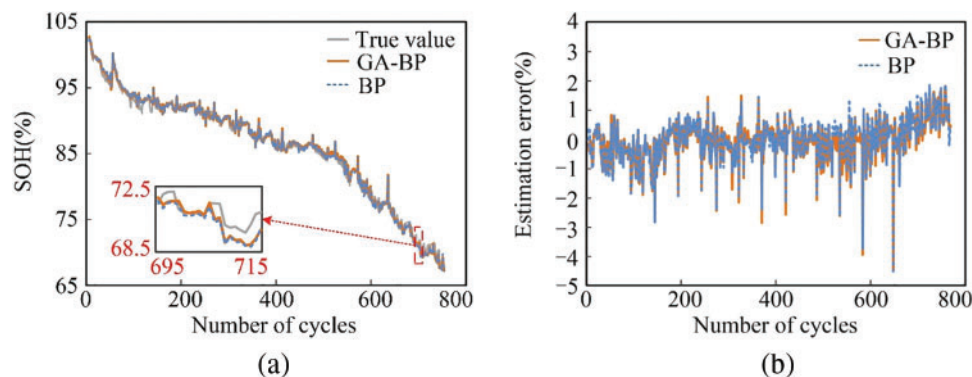 105
95
85
75
65
SOH(%)
True value
GA-BP
BP
72.5
68.5
695 715
0 200 400 600 800
Number of cycles
(a)
4
3
2
1
0
−1
−2
−3
−4
−5
Estimation error(%)
GA-BP
BP
0 200 400 600 800
Number of cycles
(b)